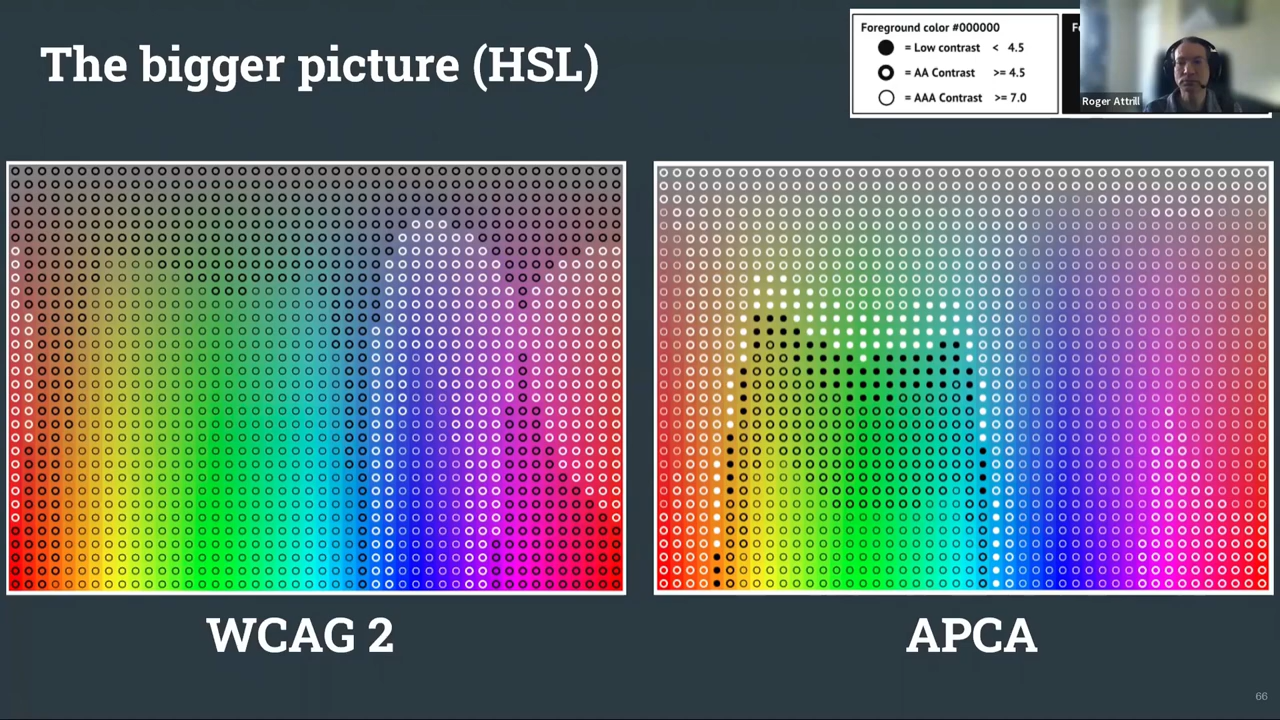 The bigger picture (HSL)
Foreground color #000000
= Low contrast < 4.5
= AA Contrast >= 4.5
= AAA Contrast >= 7.0
Roger Attrill
WCAG 2
APCA
66